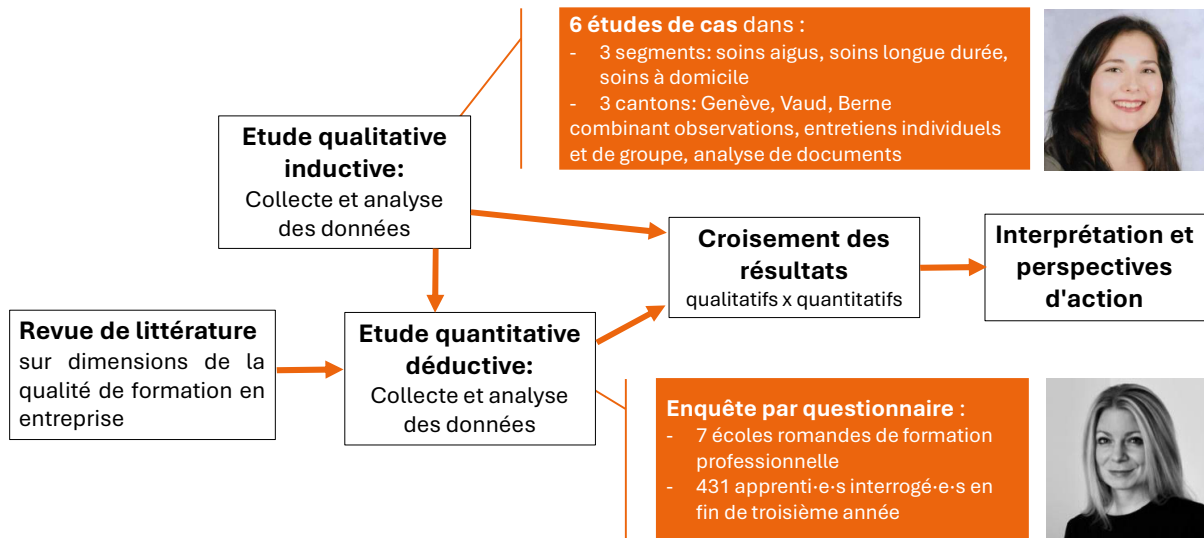 6 études de cas dans :
- 3 segments: soins aigus, soins longue durée,
soins à domicile
- 3 cantons: Genève, Vaud, Berne
combinant observations, entretiens individuels
et de groupe, analyse de documents
Etude qualitative
inductive:
Collecte et analyse
des données
Croisement des
résultats
qualitatifs x quantitatifs
Interprétation et
perspectives
d'action
Revue de littérature
sur dimensions de la
qualité de formation en
entreprise
Etude quantitative
déductive:
Collecte et analyse
des données
Enquête par questionnaire :
- 7 écoles romandes de formation
professionnelle
- 431 apprenti·e·s interrogé·e·s en
fin de troisième année